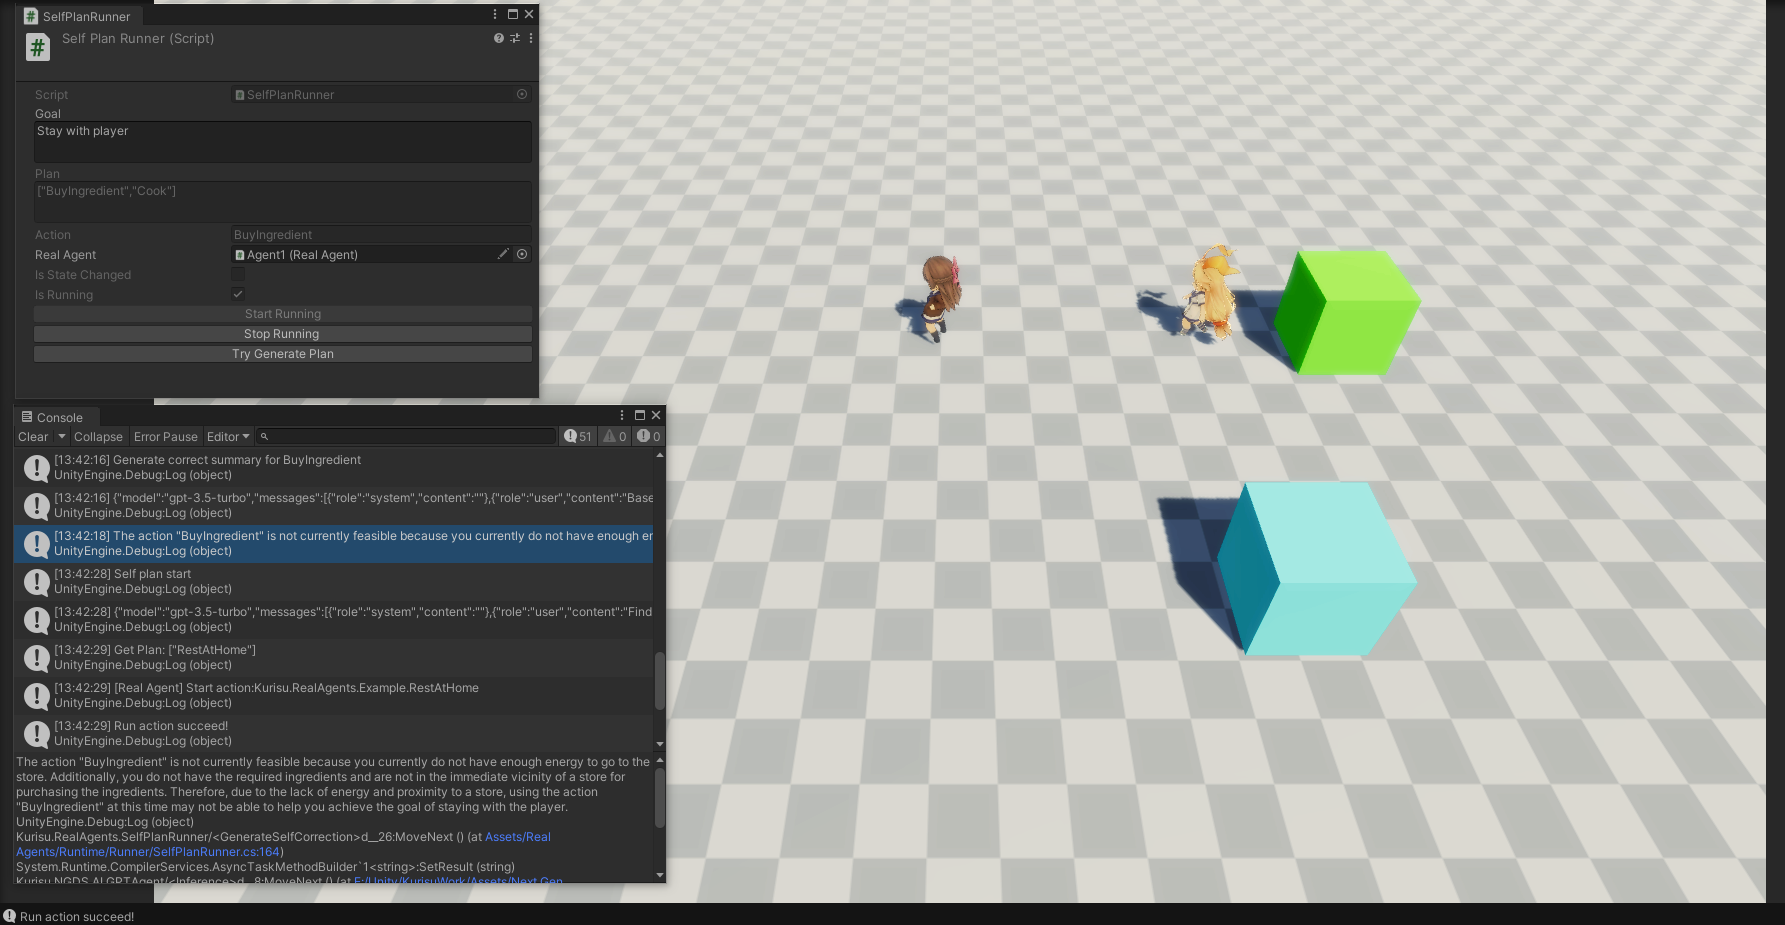 SelfPlanRunner
Self Plan Runner (Script)
Script
SelfPlanRunner
Goal
Stay with player
Plan
["BuyIngredient","Cook"]
Action
BuyIngredient
Real Agent
Agent1 (Real Agent)
Is State Changed
Is Running
Start Running
Stop Running
Try Generate Plan
Console
Clear
Collapse
Error Pause
Editor
51
0
0
[13:42:16] Generate correct summary for BuyIngredient
UnityEngine.Debug:Log (object)
[13:42:16] {"model":"gpt-3.5-turbo","messages":[{"role":"system","content":""},{"role":"user","content":"Base
UnityEngine.Debug:Log (object)
[13:42:18] The action "BuyIngredient" is not currently feasible because you currently do not have enough er
UnityEngine.Debug:Log (object)
[13:42:28] Self plan start
UnityEngine.Debug:Log (object)
[13:42:28] {"model":"gpt-3.5-turbo","messages":[{"role":"system","content":""},{"role":"user","content":"Find
UnityEngine.Debug:Log (object)
[13:42:29] Get Plan: ["RestAtHome"]
UnityEngine.Debug:Log (object)
[13:42:29] [Real Agent] Start action:Kurisu.RealAgents.Example.RestAtHome
UnityEngine.Debug:Log (object)
[13:42:29] Run action succeed!
UnityEngine.Debug:Log (object)
The action "BuyIngredient" is not currently feasible because you currently do not have enough energy to go to the
store. Additionally, you do not have the required ingredients and are not in the immediate vicinity of a store for
purchasing the ingredients. Therefore, due to the lack of energy and proximity to a store, using the action
"BuyIngredient" at this time may not be able to help you achieve the goal of staying with the player.
UnityEngine.Debug:Log (object)
Kurisu.RealAgents.SelfPlanRunner/<GenerateSelfCorrection>d__26:MoveNext () (at Assets/Real
Agents/Runtime/Runner/SelfPlanRunner.cs:164)
System.Runtime.CompilerServices.AsyncTaskMethodBuilder`1<string>:SetResult (string)
Kurisu.NGDS.AI.GPTAgent/<Inference>d__8:MoveNext () (at F:/Unity/KurisuWork/Assets/Next Gen
Run action succeed!